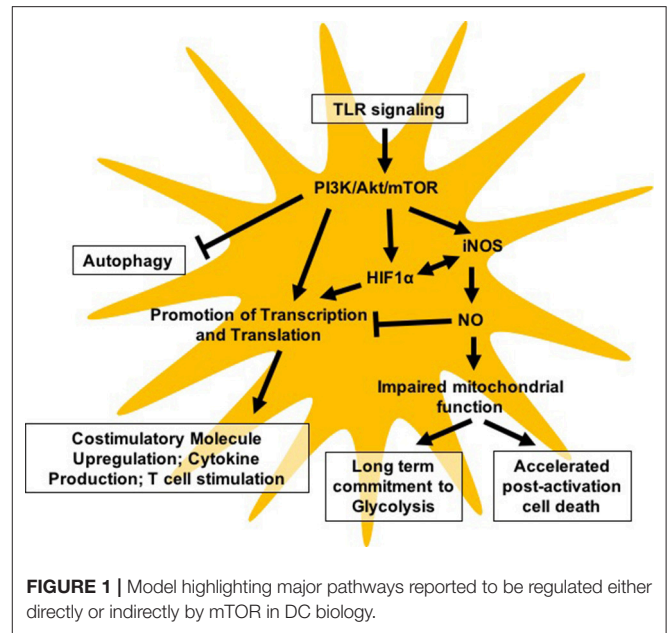 TLR signaling
PI3K/Akt/mTOR
iNOS
Autophagy
HIF1α
Promotion of Transcription
and Translation
NO
Impaired mitochondrial
function
Costimulatory Molecule
Upregulation; Cytokine
Production; T cell stimulation
Long term
commitment to
Glycolysis
Accelerated
post-activation
cell death
FIGURE 1 | Model highlighting major pathways reported to be regulated either
directly or indirectly by mTOR in DC biology.